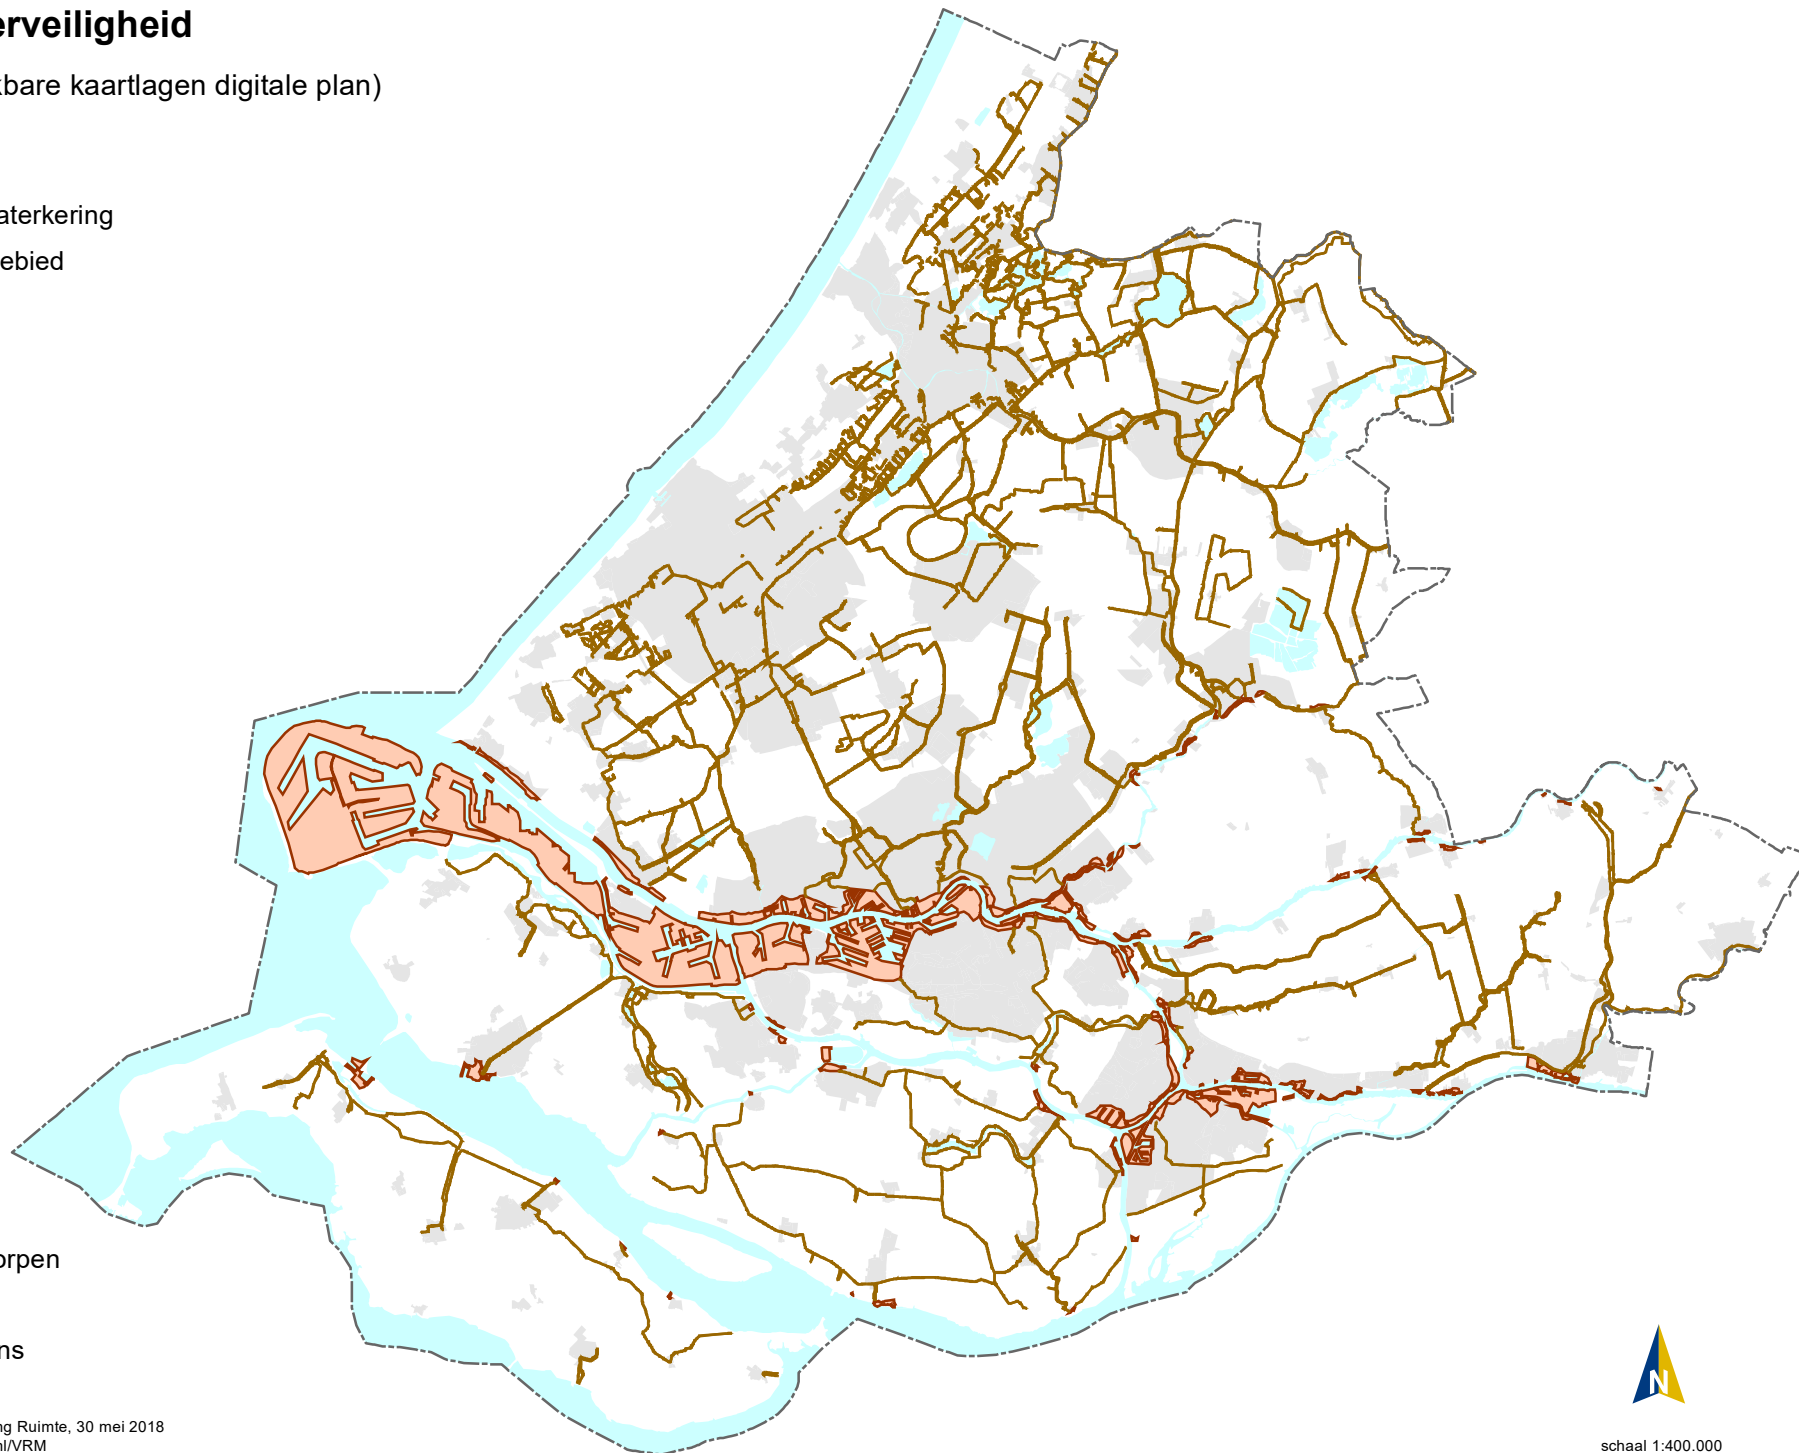 erveiligheid
kbare kaartlagen digitale plan)
aterkering
ebied
orpen
ns
ng Ruimte, 30 mei 2018
nl/VRM
N
schaal 1:400.000